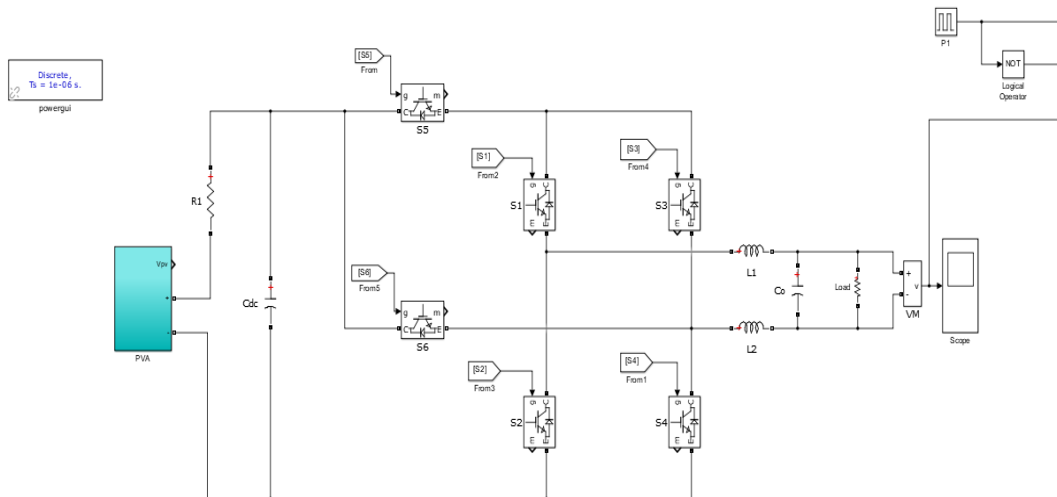 P1
NOT
Logical
Operator
Discrete,
Ts = 1e-06 s.
powergui
[S5]
From
g
m
C
E
S5
[S1]
From2
[S3]
From4
g
C
S1
E
E
g
C
S3
E
E
R1
Vpv
+
-
PVA
Cdc
[S6]
From5
g
m
C
E
S6
L1
L2
Co
Load
+
v
-
VM
Scope
[S2]
From3
[S4]
From1
g
C
S2
E
E
g
C
S4
E
E